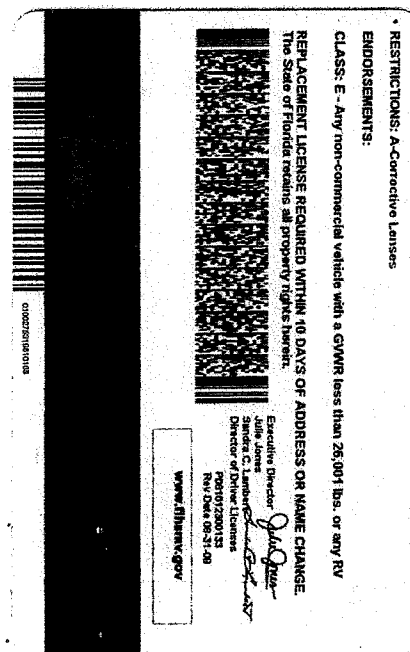 • RESTRICTIONS: A-Corrective Lenses
ENDORSEMENTS:
CLASS: E - Any non-commercial vehicle with a GVWR less than 26,001 lbs. or any RV
REPLACEMENT LICENSE REQUIRED WITHIN 10 DAYS OF ADDRESS OR NAME CHANGE.
The State of Florida retains all property rights herein.
Executive Director
Julie Jones
Sandra C. Lambert
Director of Driver Licenses
Rev Date 08-31-09
www.flhsmv.gov